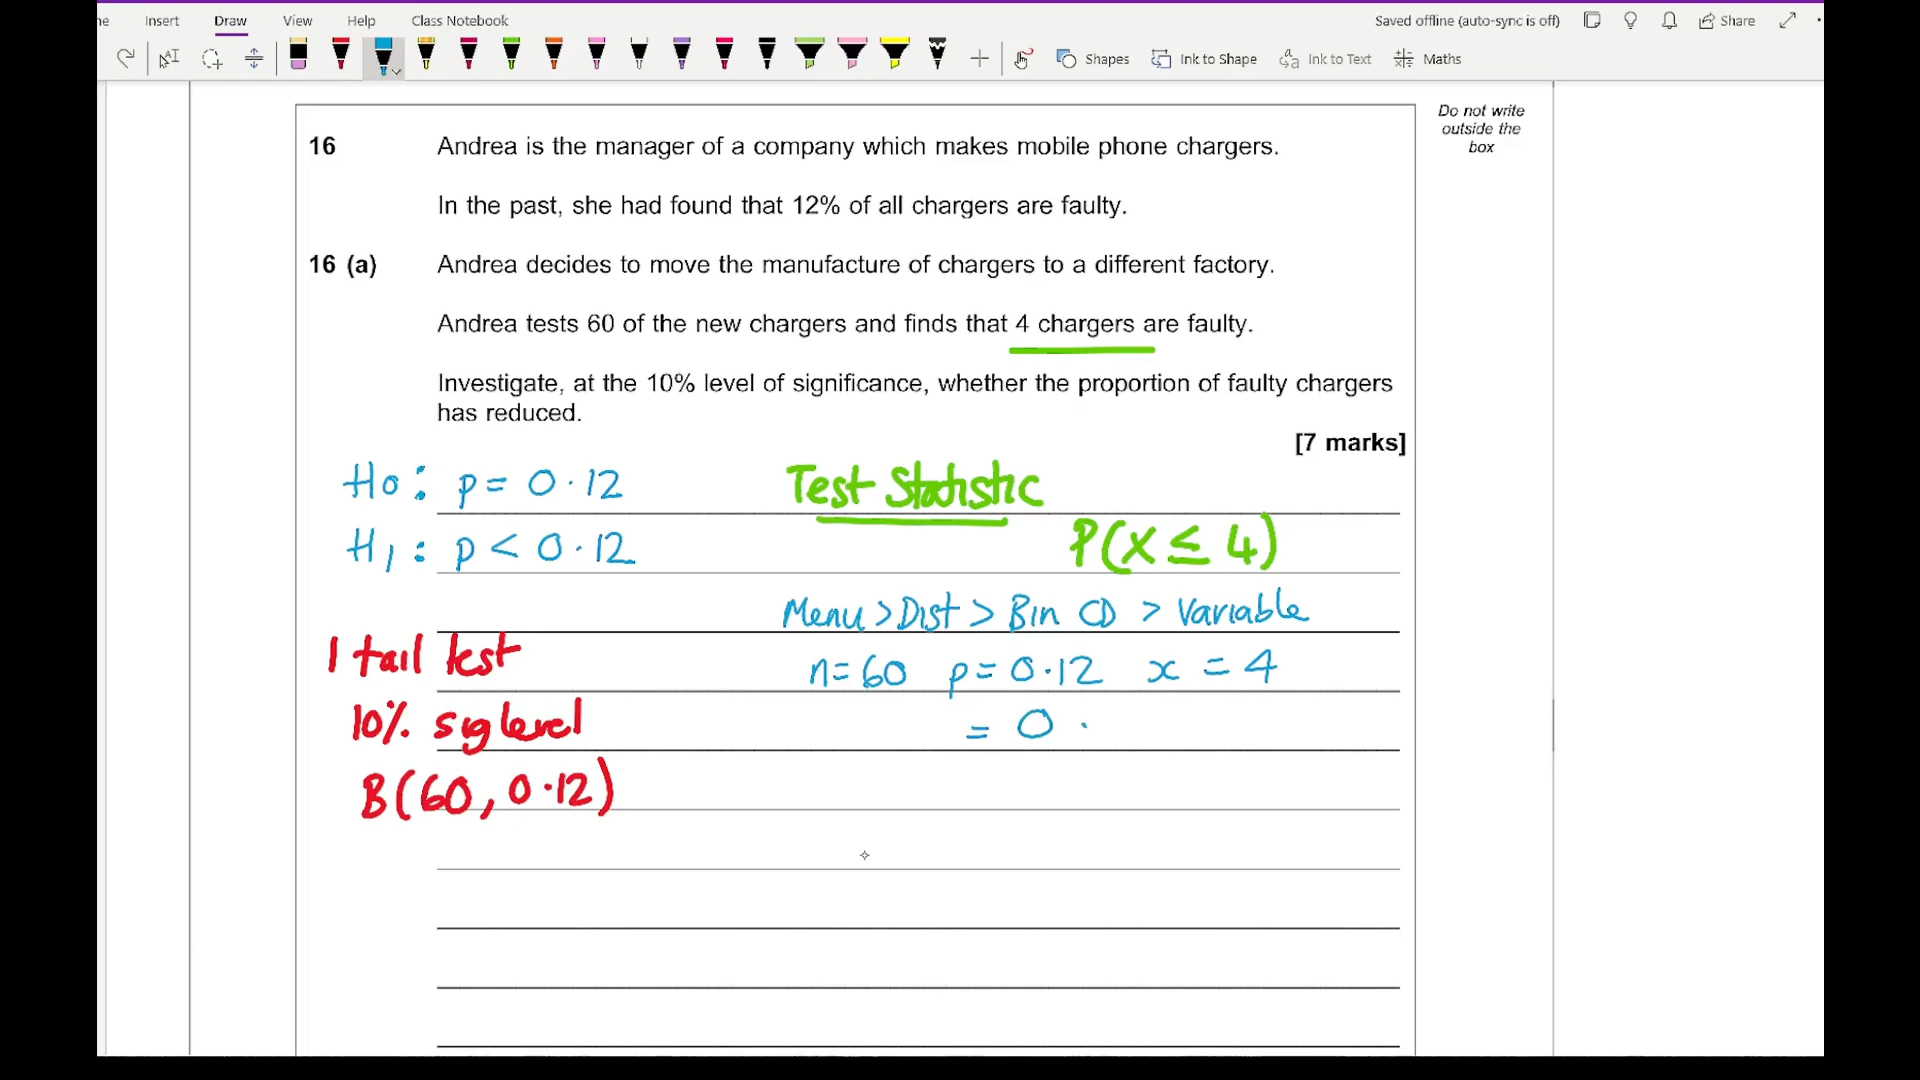 ne Insert Draw View Help Class Notebook Saved offline (auto-sync is off) Share
Shapes Ink to Shape Ink to Text Maths
Do not write
outside the
box
16 Andrea is the manager of a company which makes mobile phone chargers.
In the past, she had found that 12% of all chargers are faulty.
16 (a) Andrea decides to move the manufacture of chargers to a different factory.
Andrea tests 60 of the new chargers and finds that 4 chargers are faulty.
Investigate, at the 10% level of significance, whether the proportion of faulty chargers
has reduced.
[7 marks]
H0: p = 0.12
H1: p < 0.12
1 tail test
10% sig level
B(60, 0.12)
Test Statistic
P(X ≤ 4)
Menu > Dist > Bin CD > Variable
n=60 p=0.12 x = 4
= 0.